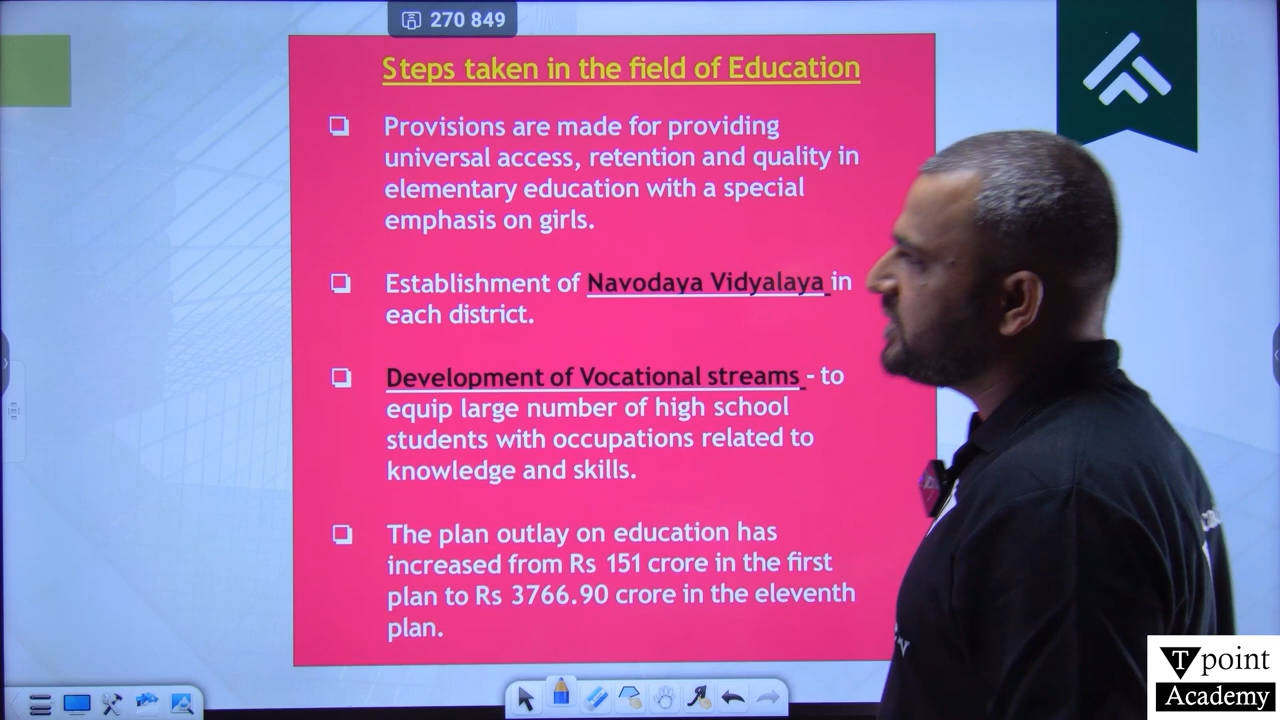 270 849
Steps taken in the field of Education
❑ Provisions are made for providing
universal access, retention and quality in
elementary education with a special
emphasis on girls.
❑ Establishment of Navodaya Vidyalaya in
each district.
❑ Development of Vocational streams - to
equip large number of high school
students with occupations related to
knowledge and skills.
❑ The plan outlay on education has
increased from Rs 151 crore in the first
plan to Rs 3766.90 crore in the eleventh
plan.
T point
Academy